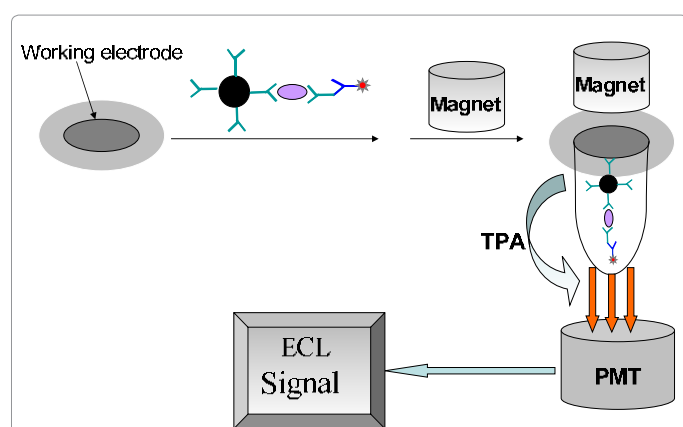 Working electrode
Magnet
Magnet
TPA
PMT
ECL
Signal